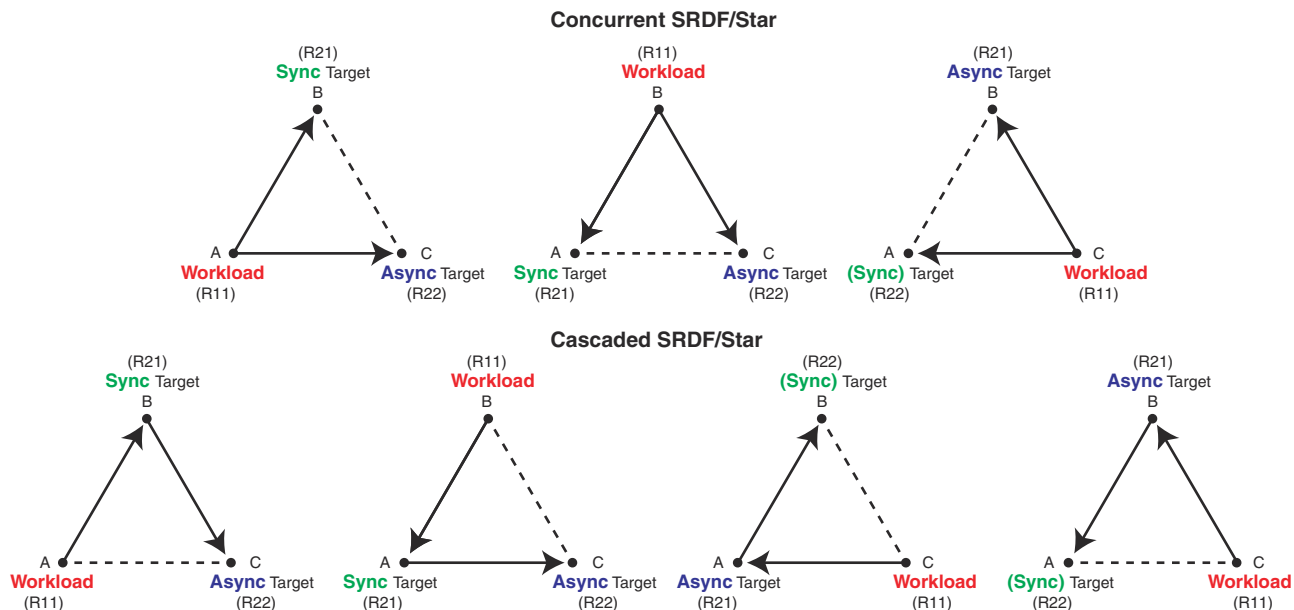 Concurrent SRDF/Star
(R21)
Sync Target
B
A
Workload
(R11)
C
Async Target
(R22)
(R11)
Workload
B
A
Sync Target
(R21)
C
Async Target
(R22)
(R21)
Async Target
B
A
(Sync) Target
(R22)
C
Workload
(R11)
Cascaded SRDF/Star
(R21)
Sync Target
B
A
Workload
(R11)
C
Async Target
(R22)
(R11)
Workload
B
A
Sync Target
(R21)
C
Async Target
(R22)
(R22)
(Sync) Target
B
A
Async Target
(R21)
C
Workload
(R11)
(R21)
Async Target
B
A
(Sync) Target
(R22)
C
Workload
(R11)